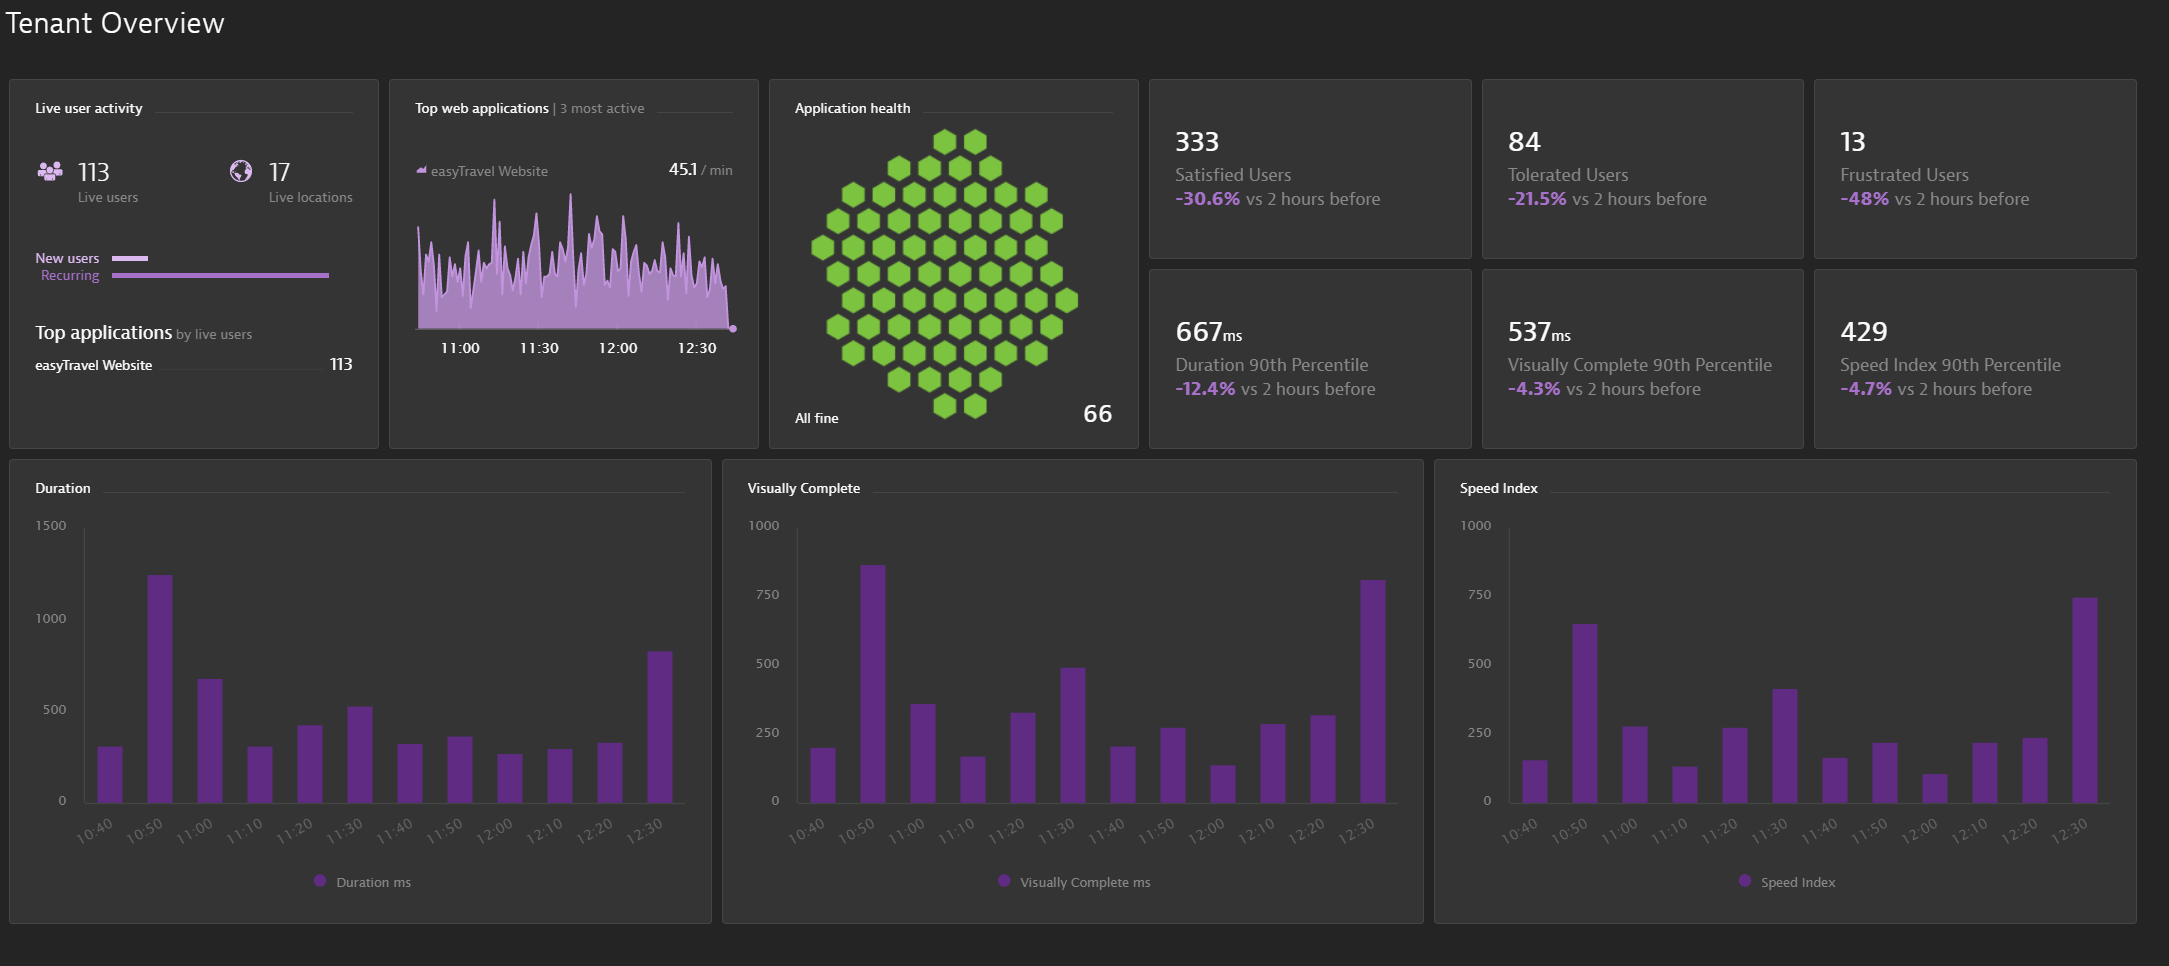 Tenant Overview
Live user activity
113
Live users
17
Live locations
New users
Recurring
Top applications by live users
easyTravel Website 113
Top web applications | 3 most active
easyTravel Website 45.1 / min
11:00 11:30 12:00 12:30
Application health
All fine 66
333
Satisfied Users
-30.6% vs 2 hours before
84
Tolerated Users
-21.5% vs 2 hours before
13
Frustrated Users
-48% vs 2 hours before
667ms
Duration 90th Percentile
-12.4% vs 2 hours before
537ms
Visually Complete 90th Percentile
-4.3% vs 2 hours before
429
Speed Index 90th Percentile
-4.7% vs 2 hours before
Duration
1500
1000
500
0
10:40 10:50 11:00 11:10 11:20 11:30 11:40 11:50 12:00 12:10 12:20 12:30
Duration ms
Visually Complete
1000
750
500
250
0
10:40 10:50 11:00 11:10 11:20 11:30 11:40 11:50 12:00 12:10 12:20 12:30
Visually Complete ms
Speed Index
1000
750
500
250
0
10:40 10:50 11:00 11:10 11:20 11:30 11:40 11:50 12:00 12:10 12:20 12:30
Speed Index